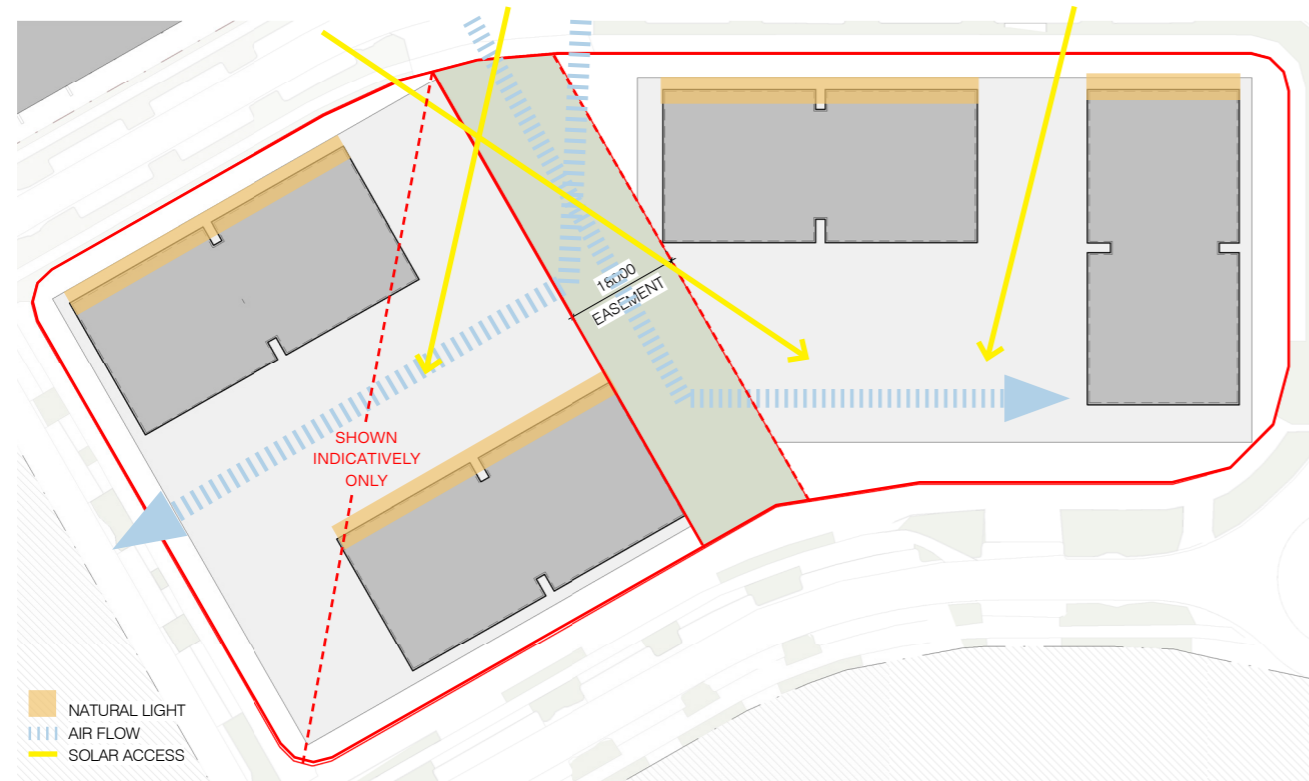 18000
EASEMENT
SHOWN
INDICATIVELY
ONLY
NATURAL LIGHT
AIR FLOW
SOLAR ACCESS